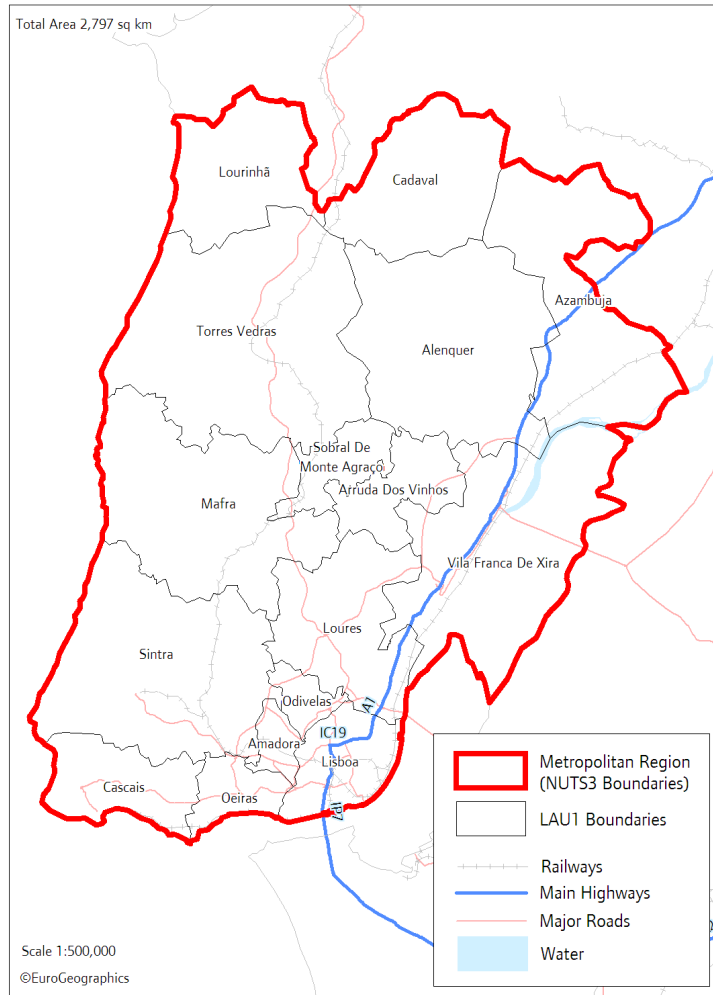 Total Area 2,797 sq km
Lourinhã
Cadaval
Azambuja
Torres Vedras
Alenquer
Sobral De
Monte Agraço
Arruda Dos Vinhos
Mafra
Vila Franca De Xira
Loures
Sintra
Odivelas
A1
IC19
Amadora
Lisboa
Cascais
Oeiras
IP7
Metropolitan Region
(NUTS3 Boundaries)
LAU1 Boundaries
Railways
Main Highways
Major Roads
Water
Scale 1:500,000
©EuroGeographics